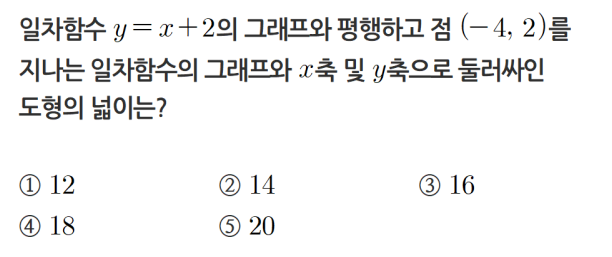 일차함수 y=x+2의 그래프와 평행하고 점 (-4, 2)를
지나는 일차함수의 그래프와 x축 및 y축으로 둘러싸인
도형의 넓이는?
① 12 ② 14 ③ 16
④ 18 ⑤ 20